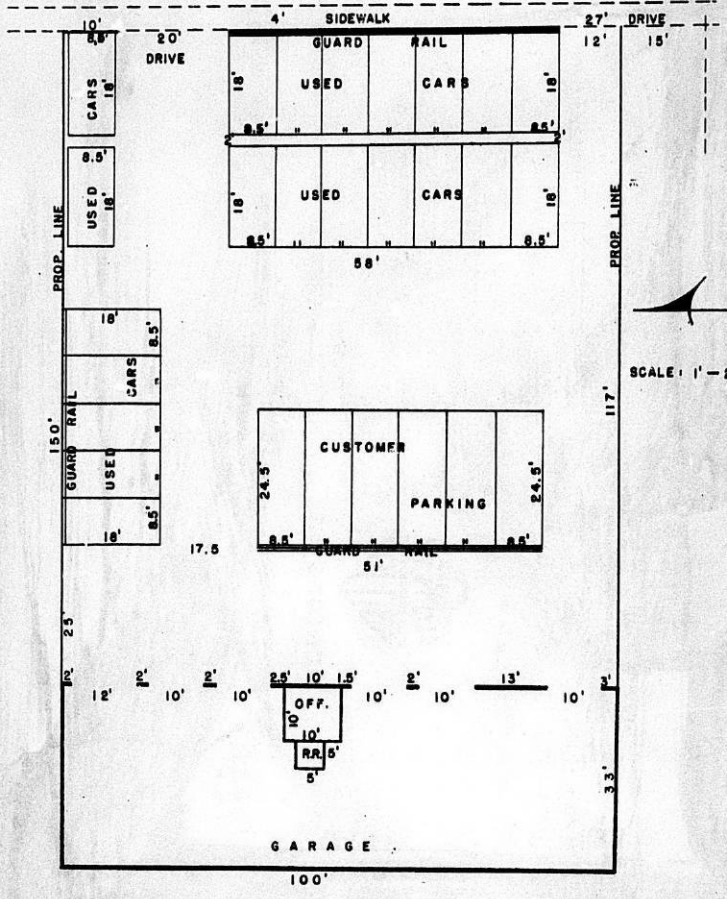 10' 4' SIDEWALK 27' DRIVE
8.5' 20' GUARD RAIL 12' 15'
DRIVE
CARS 18' 18' USED CARS 18'
8.5' " " " " " 8.5'
2' 2'
8.5'
USED 18' 18' USED CARS 18'
8.5' " " " " " 8.5'
58'
PROP. LINE PROP. LINE
18' 8.5'
CARS "
SCALE: 1' —
150' GUARD RAIL USED " " 117'
CUSTOMER
24.5' PARKING 24.5'
18' 8.5'
8.5' " " " " 8.5'
17.5 GUARD RAIL
51'
25'
2' 2' 2' 2.5' 10' 1.5' 2' 13' 3'
12' 10' 10' OFF. 10' 10' 10'
10'
10'
R.R. 5'
5'
33'
GARAGE
100'